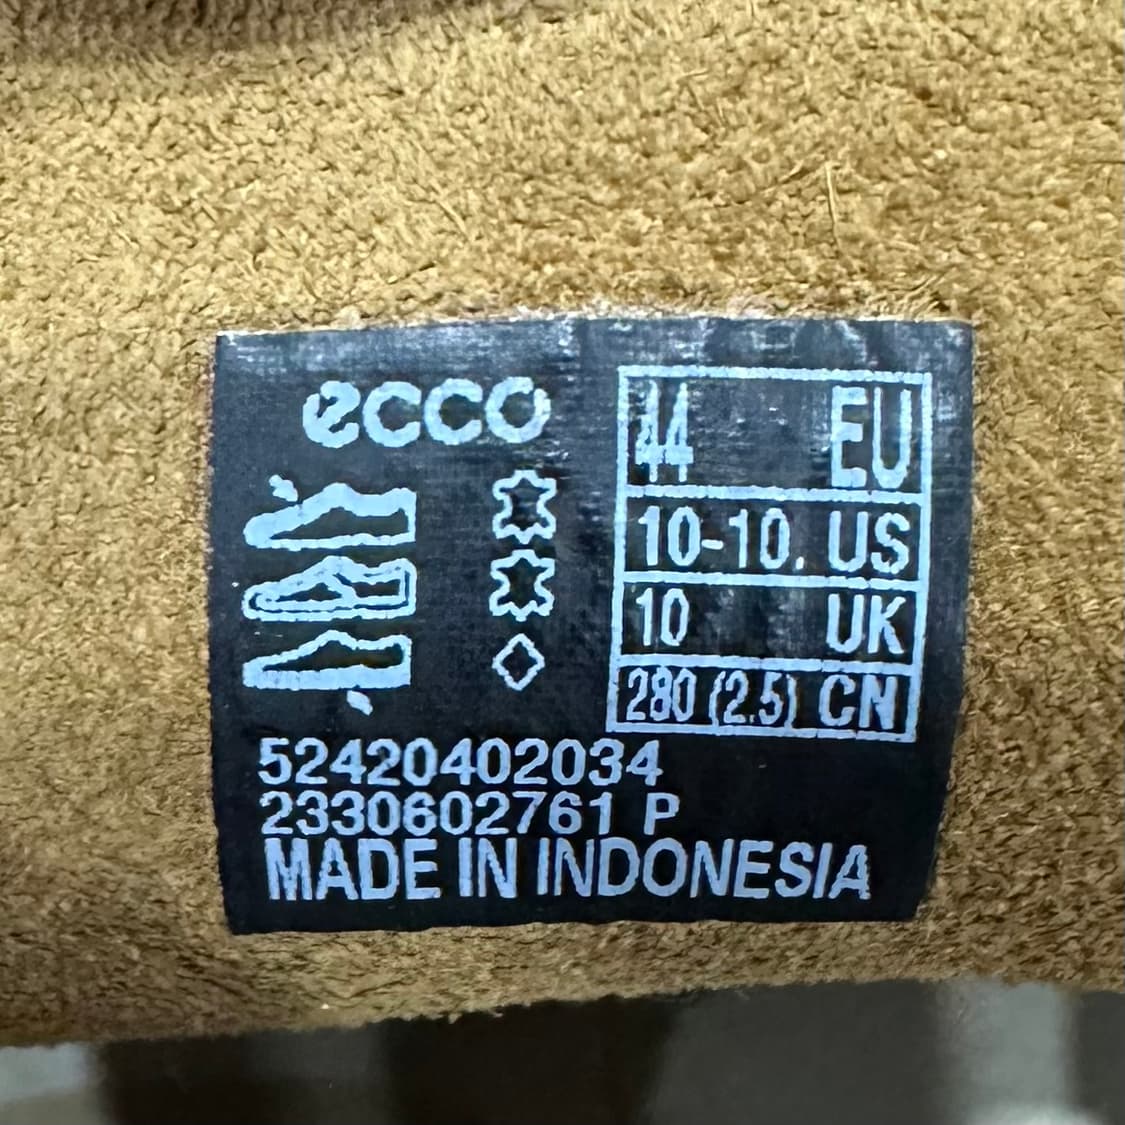 ecco
44 EU
10-10. US
10 UK
280 (2.5) CN
52420402034
2330602761 P
MADE IN INDONESIA